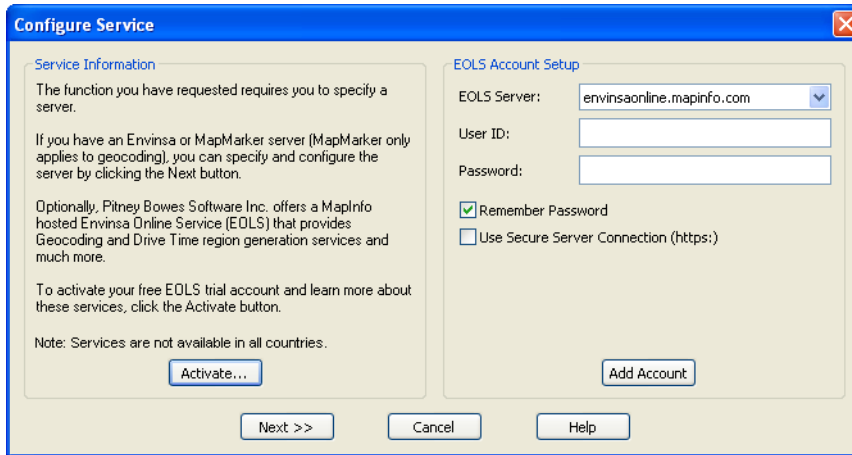 Configure Service
Service Information
The function you have requested requires you to specify a
server.
If you have an Envinsa or MapMarker server (MapMarker only
applies to geocoding), you can specify and configure the
server by clicking the Next button.
Optionally, Pitney Bowes Software Inc. offers a MapInfo
hosted Envinsa Online Service (EOLS) that provides
Geocoding and Drive Time region generation services and
much more.
To activate your free EOLS trial account and learn more about
these services, click the Activate button.
Note: Services are not available in all countries.
Activate...
EOLS Account Setup
EOLS Server:
envinsaonline.mapinfo.com
User ID:
Password:
Remember Password
Use Secure Server Connection (https:)
Add Account
Next >>
Cancel
Help